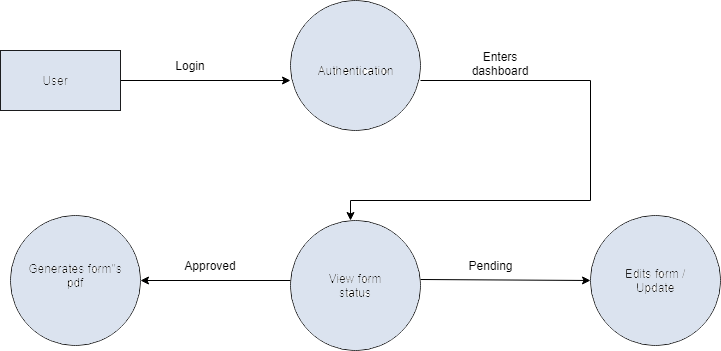 User
Login
Authentication
Enters
dashboard
Generates form"s
pdf
Approved
View form
status
Pending
Edits form /
Update